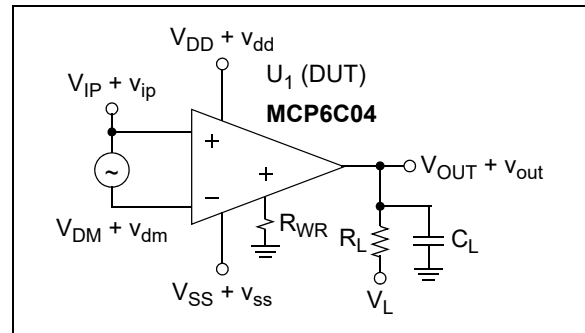 V_DD + v_dd
U_1 (DUT)
V_IP + v_ip
MCP6C04
+
+
V_OUT + v_out
~
−
R_WR
R_L
C_L
V_DM + v_dm
V_SS + v_ss
V_L